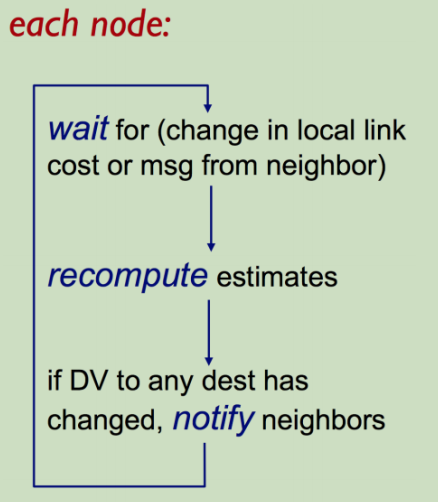 each node:
wait for (change in local link
cost or msg from neighbor)
recompute estimates
if DV to any dest has
changed, notify neighbors